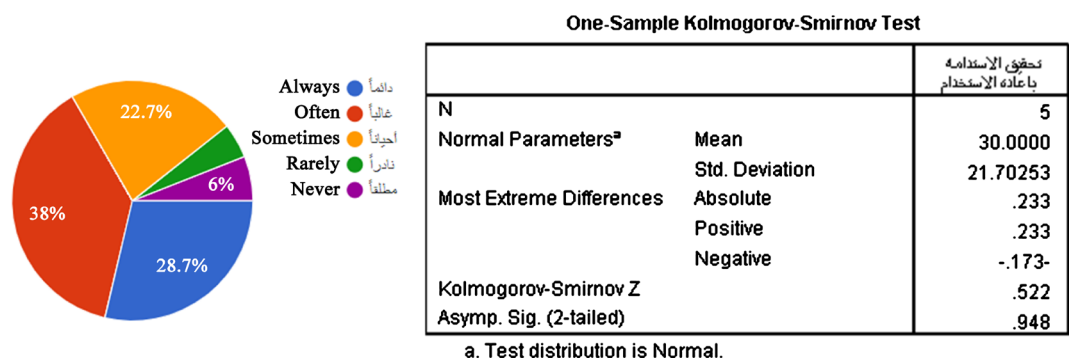 Always دائماً
Often غالباً
Sometimes أحياناً
Rarely نادراً
Never مطلقاً
22.7%
6%
38%
28.7%
One-Sample Kolmogorov-Smirnov Test
تحقيق الاستدامة
بإعادة الاستخدام
N 5
Normal Parametersᵃ Mean 30.0000
Std. Deviation 21.70253
Most Extreme Differences Absolute .233
Positive .233
Negative -.173-
Kolmogorov-Smirnov Z .522
Asymp. Sig. (2-tailed) .948
a. Test distribution is Normal.